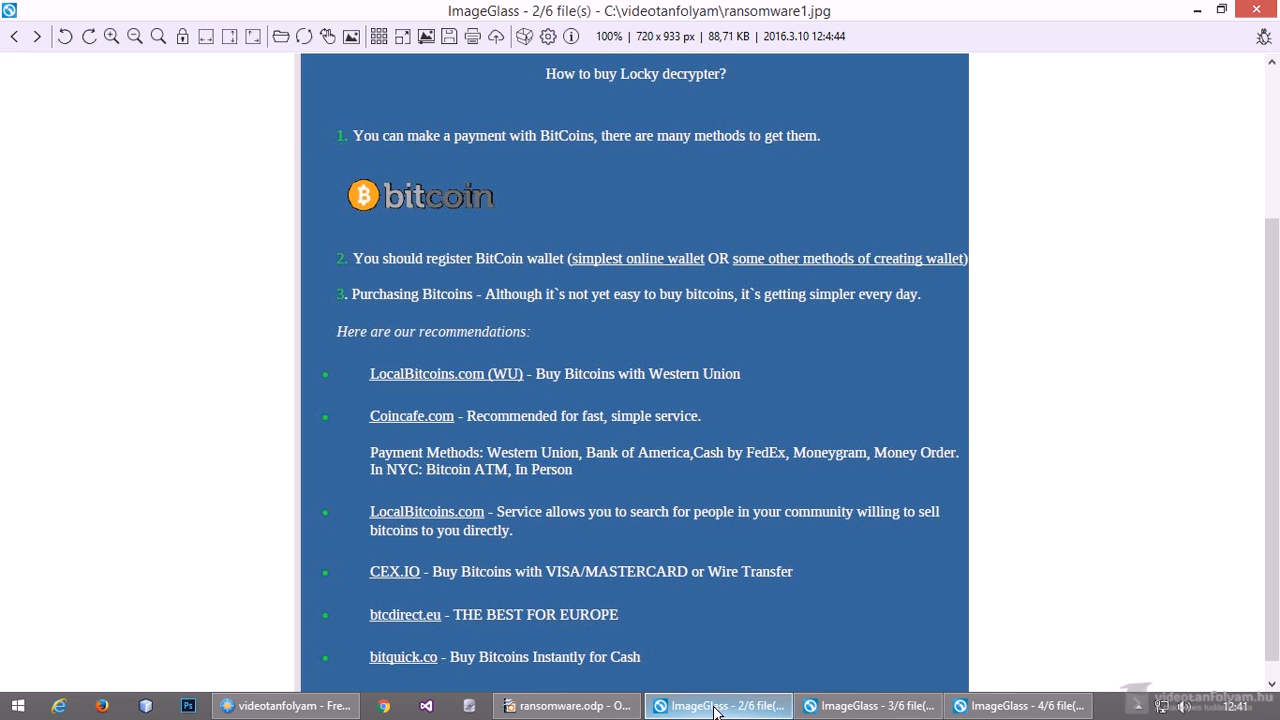 ImageGlass - 2/6 file(s) - C:\videotanfolyam\ransomware1.jpg
100% | 720 x 933 px | 88,71 KB | 2016.3.10 12:4:44
How to buy Locky decrypter?
1. You can make a payment with BitCoins, there are many methods to get them.
bitcoin
2. You should register BitCoin wallet (simplest online wallet OR some other methods of creating wallet)
3. Purchasing Bitcoins - Although it`s not yet easy to buy bitcoins, it`s getting simpler every day.
Here are our recommendations:
LocalBitcoins.com (WU) - Buy Bitcoins with Western Union
Coincafe.com - Recommended for fast, simple service.
Payment Methods: Western Union, Bank of America,Cash by FedEx, Moneygram, Money Order.
In NYC: Bitcoin ATM, In Person
LocalBitcoins.com - Service allows you to search for people in your community willing to sell
bitcoins to you directly.
CEX.IO - Buy Bitcoins with VISA/MASTERCARD or Wire Transfer
btcdirect.eu - THE BEST FOR EUROPE
bitquick.co - Buy Bitcoins Instantly for Cash
videotanfolyam - Fre... ransomware.odp - O... ImageGlass - 2/6 file(... ImageGlass - 3/6 file(... ImageGlass - 4/6 file(... 12:41
videotanfolyam.hu